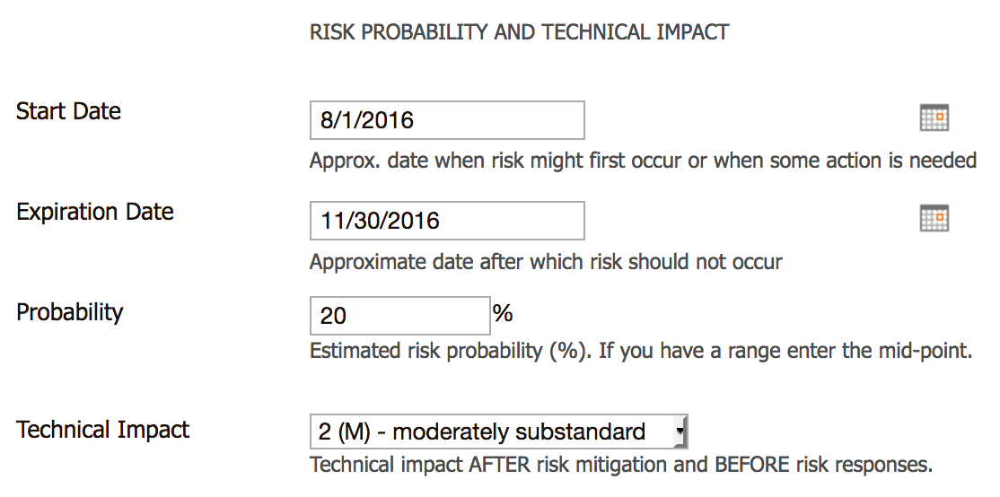 RISK PROBABILITY AND TECHNICAL IMPACT
Start Date
8/1/2016
Approx. date when risk might first occur or when some action is needed
Expiration Date
11/30/2016
Approximate date after which risk should not occur
Probability
20 %
Estimated risk probability (%). If you have a range enter the mid-point.
Technical Impact
2 (M) - moderately substandard
Technical impact AFTER risk mitigation and BEFORE risk responses.